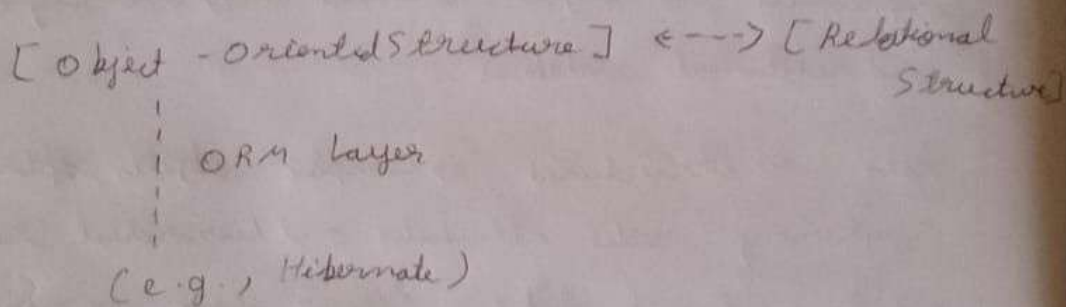 [Object - Oriented Structure] <---> [Relational
Structure]
ORM Layer
(e.g., Hibernate)